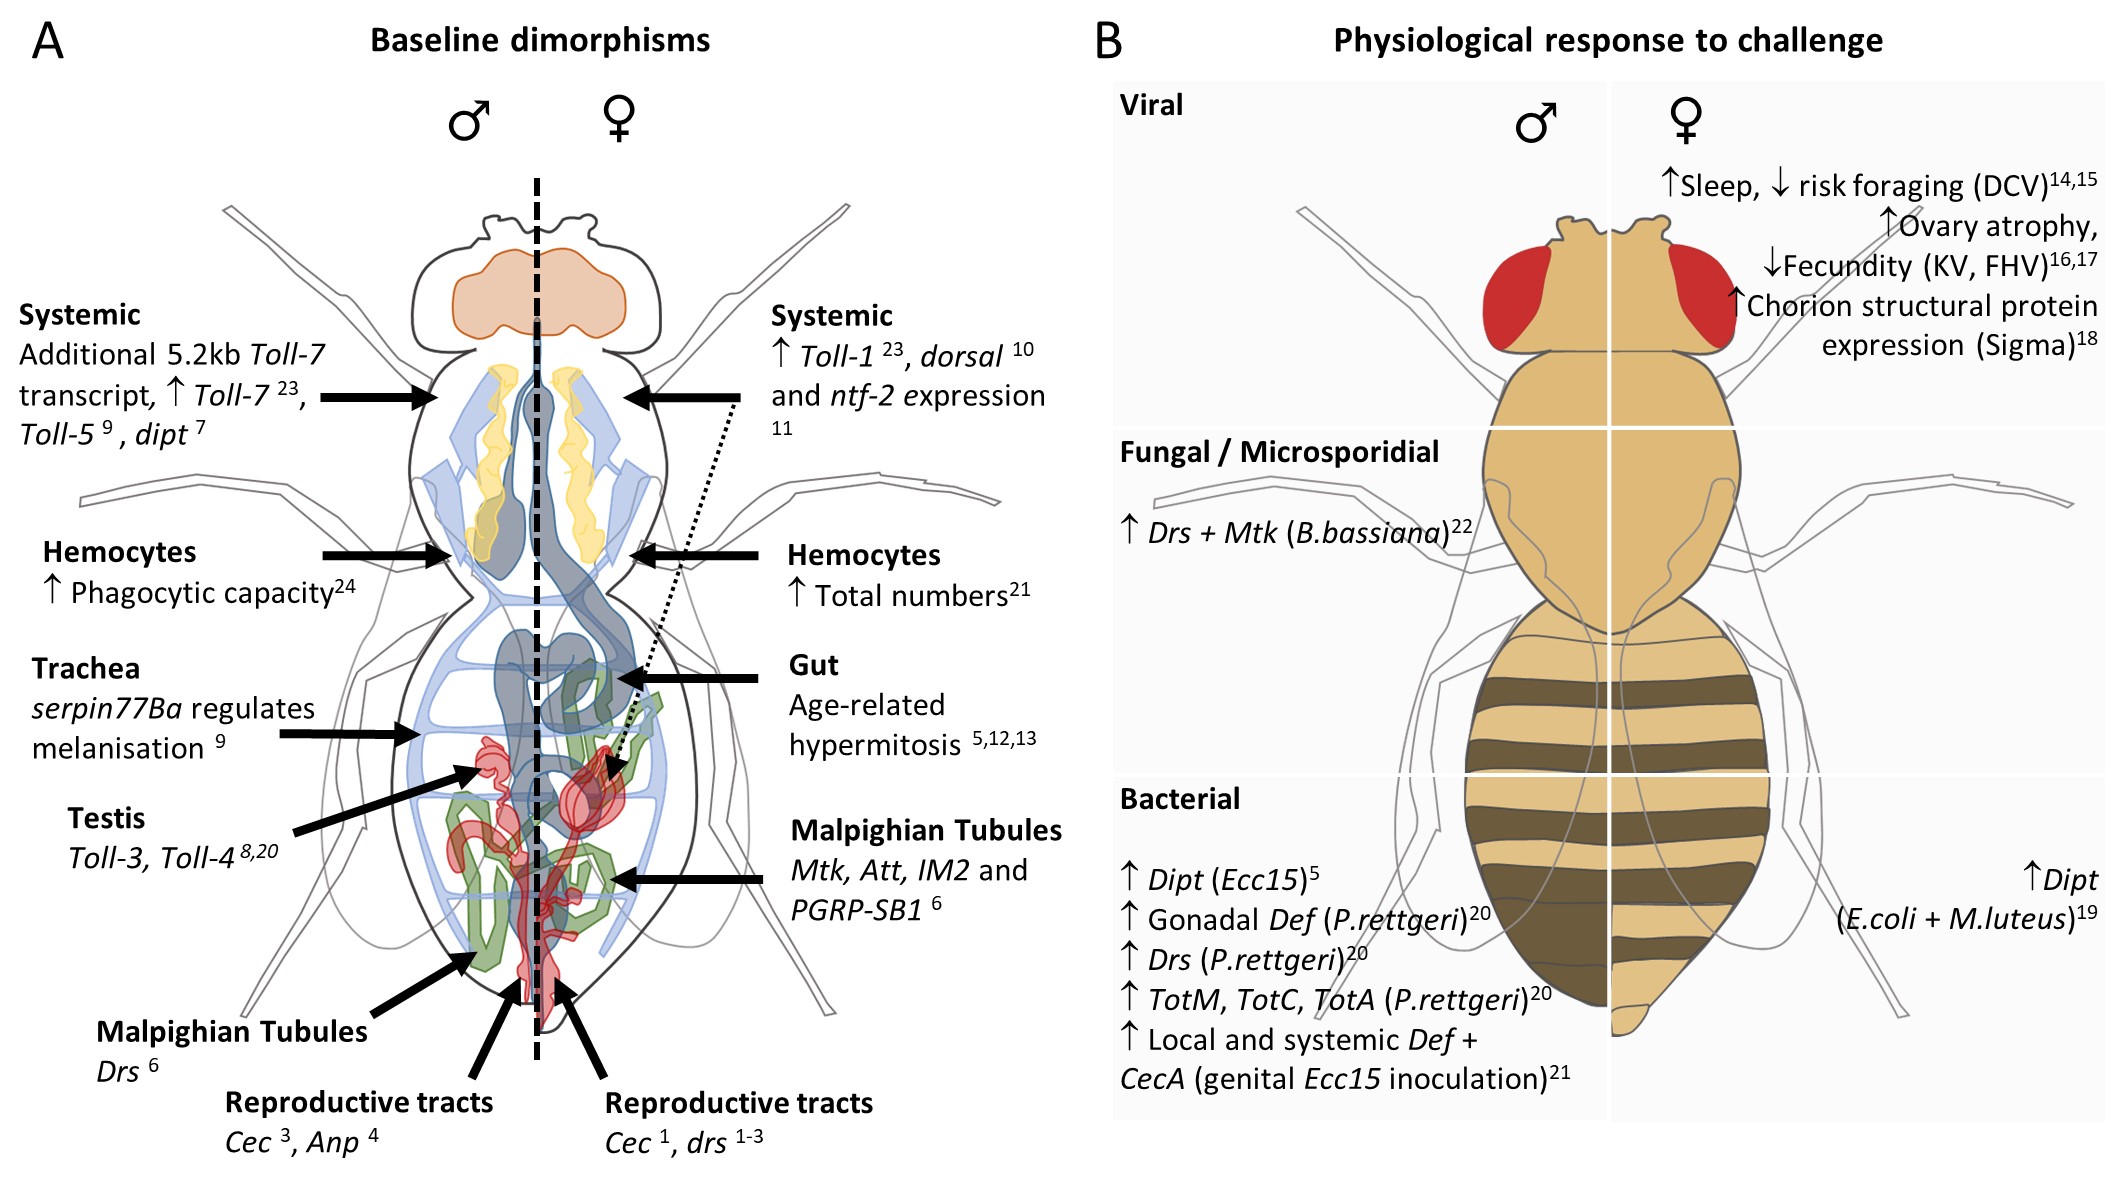 A
Baseline dimorphisms
♂ ♀
Systemic
Additional 5.2kb Toll-7
transcript, ↑ Toll-7 23,
Toll-5 9 , dipt 7
Hemocytes
↑ Phagocytic capacity24
Trachea
serpin77Ba regulates
melanisation 9
Testis
Toll-3, Toll-4 8,20
Malpighian Tubules
Drs 6
Reproductive tracts
Cec 3, Anp 4
Systemic
↑ Toll-1 23, dorsal 10
and ntf-2 expression
11
Hemocytes
↑ Total numbers21
Gut
Age-related
hypermitosis 5,12,13
Malpighian Tubules
Mtk, Att, IM2 and
PGRP-SB1 6
Reproductive tracts
Cec 1, drs 1-3
B
Physiological response to challenge
♂ ♀
Viral
↑Sleep, ↓ risk foraging (DCV)14,15
↑Ovary atrophy,
↓Fecundity (KV, FHV)16,17
↑Chorion structural protein
expression (Sigma)18
Fungal / Microsporidial
↑ Drs + Mtk (B.bassiana)22
Bacterial
↑ Dipt (Ecc15)5
↑ Gonadal Def (P.rettgeri)20
↑ Drs (P.rettgeri)20
↑ TotM, TotC, TotA (P.rettgeri)20
↑ Local and systemic Def +
CecA (genital Ecc15 inoculation)21
↑Dipt
(E.coli + M.luteus)19